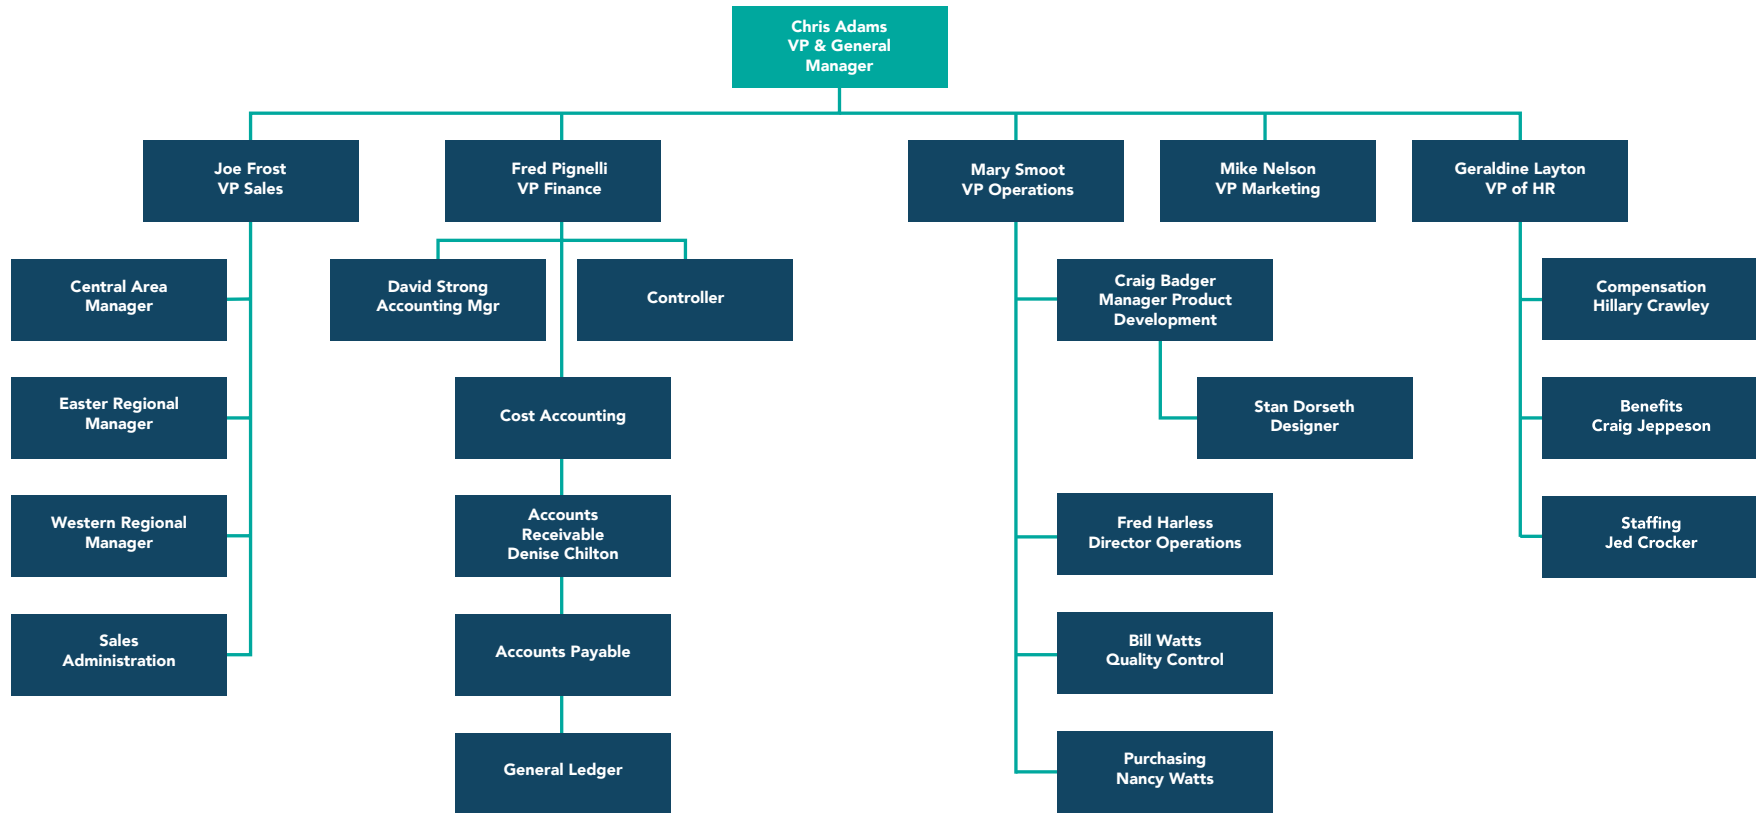 Chris Adams
VP & General
Manager
Joe Frost
VP Sales
Fred Pignelli
VP Finance
Mary Smoot
VP Operations
Mike Nelson
VP Marketing
Geraldine Layton
VP of HR
Central Area
Manager
Easter Regional
Manager
Western Regional
Manager
Sales
Administration
David Strong
Accounting Mgr
Controller
Cost Accounting
Accounts
Receivable
Denise Chilton
Accounts Payable
General Ledger
Craig Badger
Manager Product
Development
Stan Dorseth
Designer
Fred Harless
Director Operations
Bill Watts
Quality Control
Purchasing
Nancy Watts
Compensation
Hillary Crawley
Benefits
Craig Jeppeson
Staffing
Jed Crocker